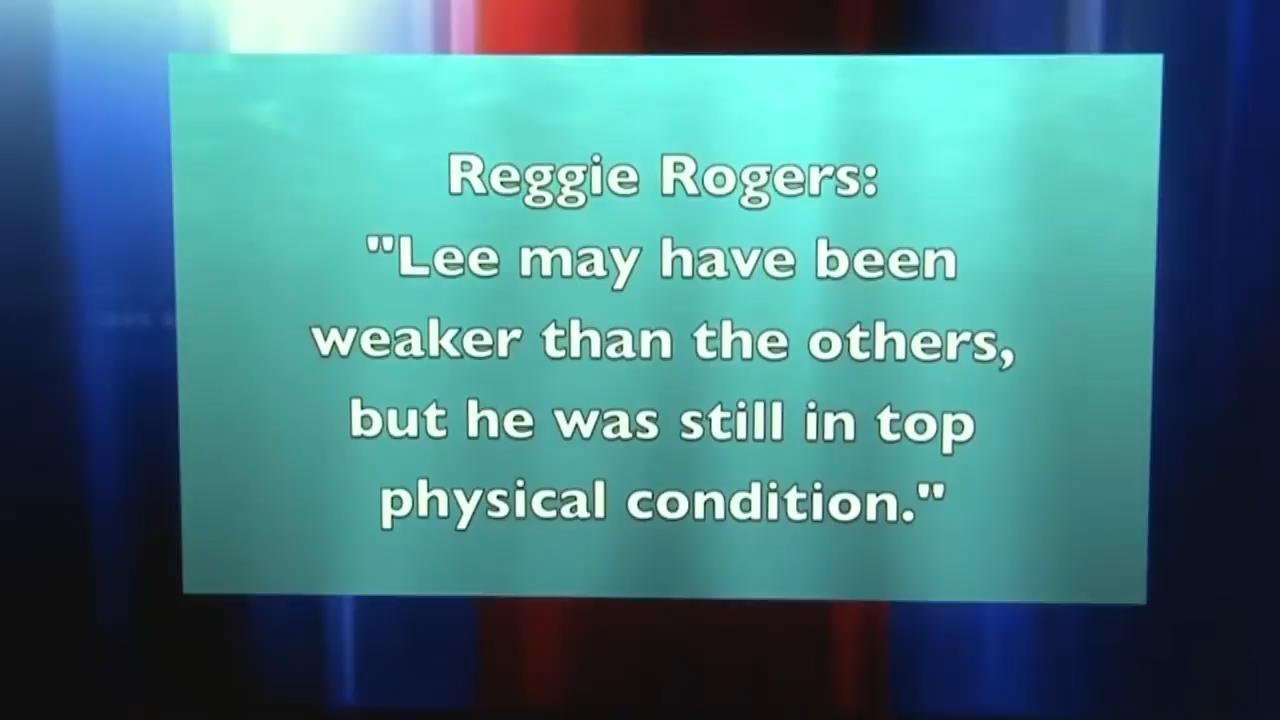 Reggie Rogers:
"Lee may have been
weaker than the others,
but he was still in top
physical condition."